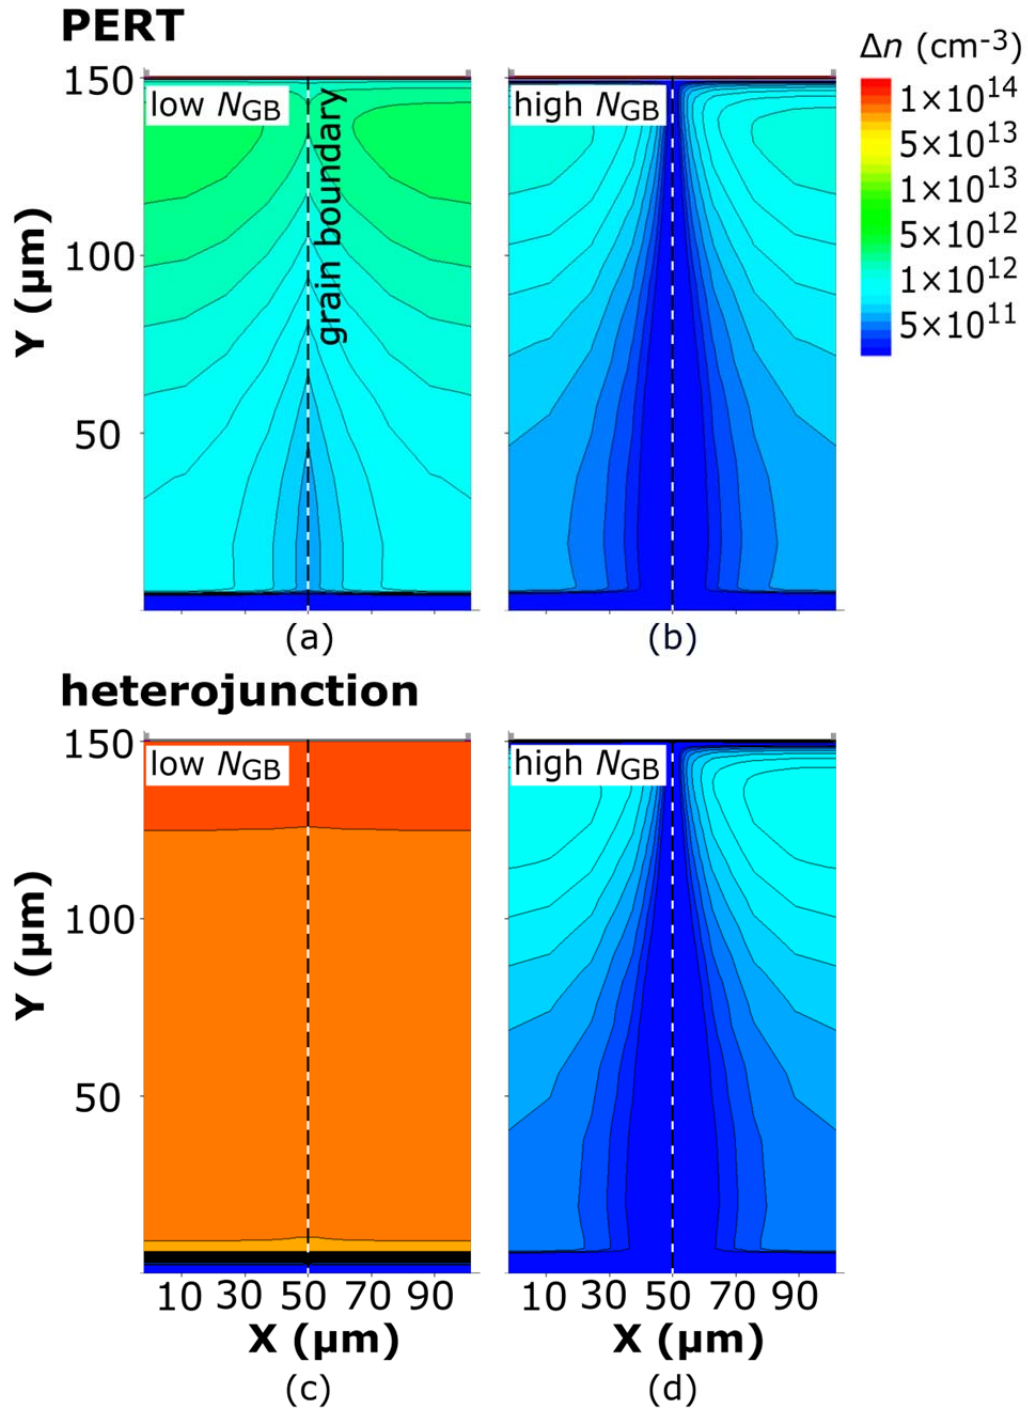 PERT
Δn (cm⁻³)
150
low N_GB
high N_GB
grain boundary
1×10¹⁴
5×10¹³
1×10¹³
5×10¹²
1×10¹²
5×10¹¹
Y (μm)
100
50
(a)
(b)
heterojunction
150
low N_GB
high N_GB
Y (μm)
100
50
10 30 50 70 90
10 30 50 70 90
X (μm)
X (μm)
(c)
(d)